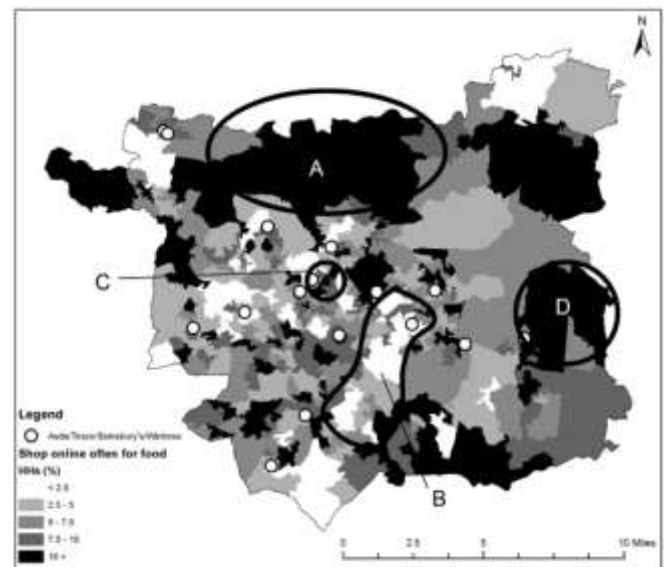 N
A
C
D
B
Legend
Asda/Tesco/Sainsbury's/Waitrose
Shop online often for food
HHs (%)
< 2.5
2.5 - 5
5 - 7.5
7.5 - 10
10 +
0 2.5 5 10 Miles